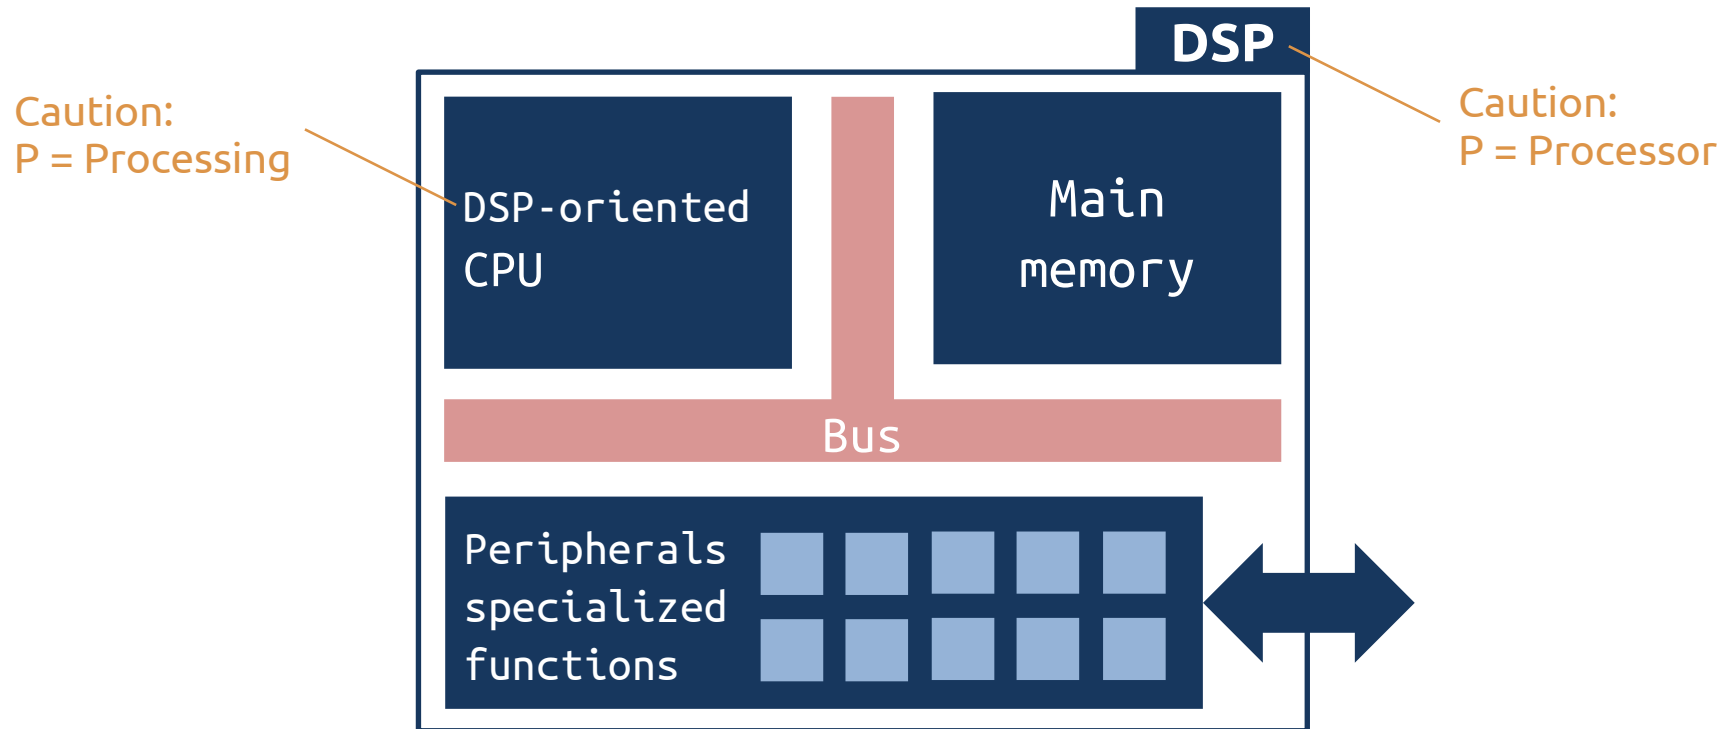 DSP
Caution:
P = Processing
Caution:
P = Processor
DSP-oriented
CPU
Main
memory
Bus
Peripherals
specialized
functions